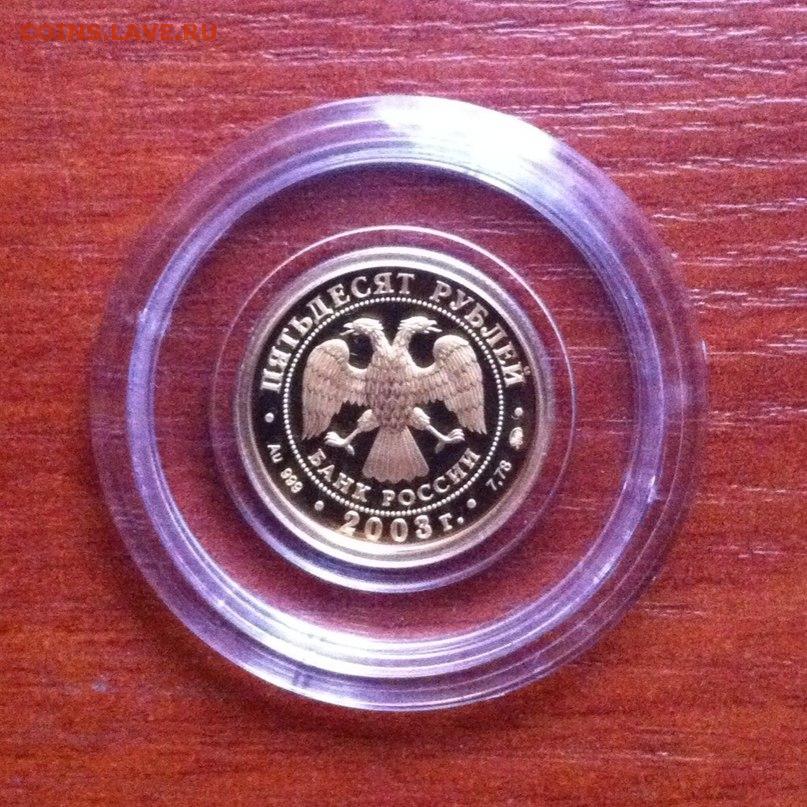 COINS.LAVE.RU
ПЯТЬДЕСЯТ РУБЛЕЙ
Au 999
БАНК РОССИИ
7,78
• 2003 г. •